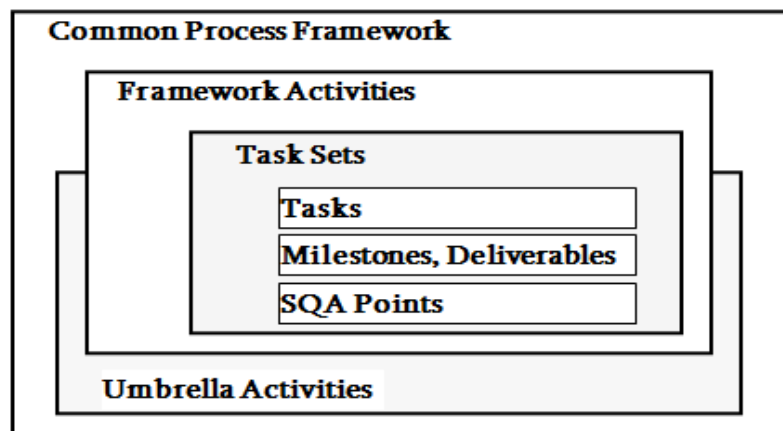 Common Process Framework
Framework Activities
Task Sets
Tasks
Milestones, Deliverables
SQA Points
Umbrella Activities